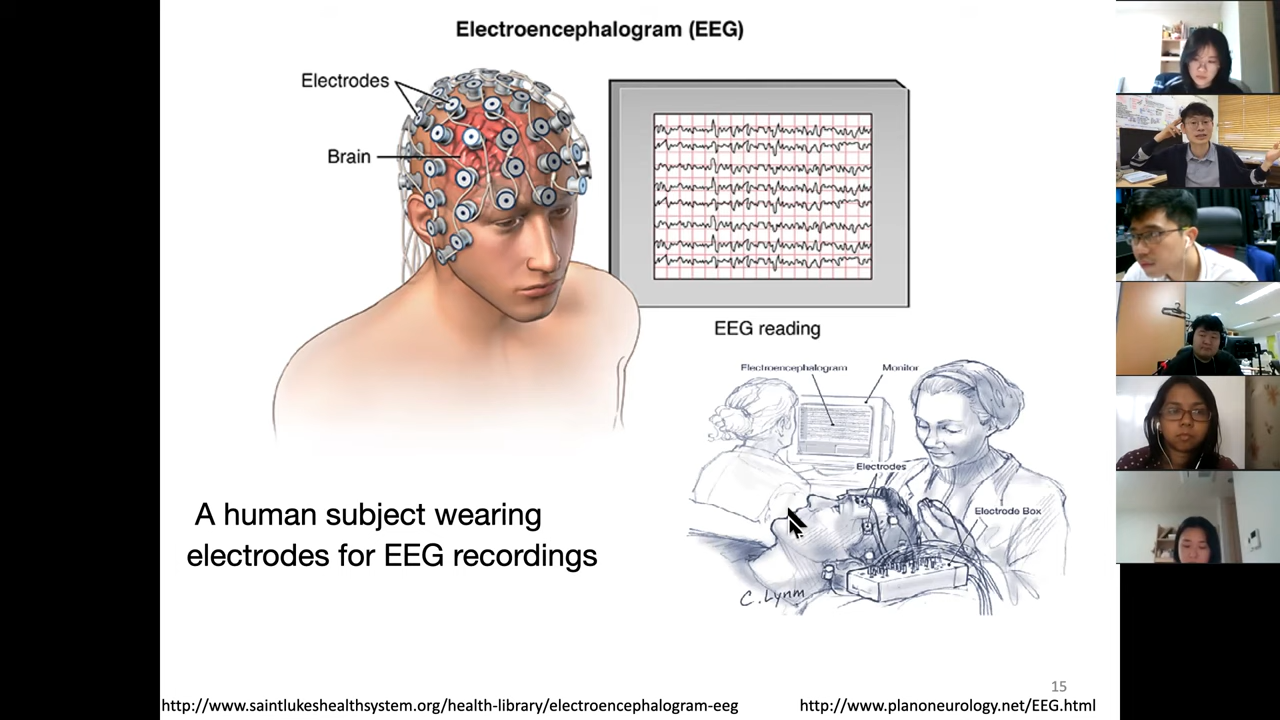 Electroencephalogram (EEG)
Electrodes
Brain
EEG reading
Electroencephalogram
Monitor
Electrodes
Electrode Box
C. Lynm
A human subject wearing
electrodes for EEG recordings
15
http://www.saintlukeshealthsystem.org/health-library/electroencephalogram-eeg
http://www.planoneurology.net/EEG.html